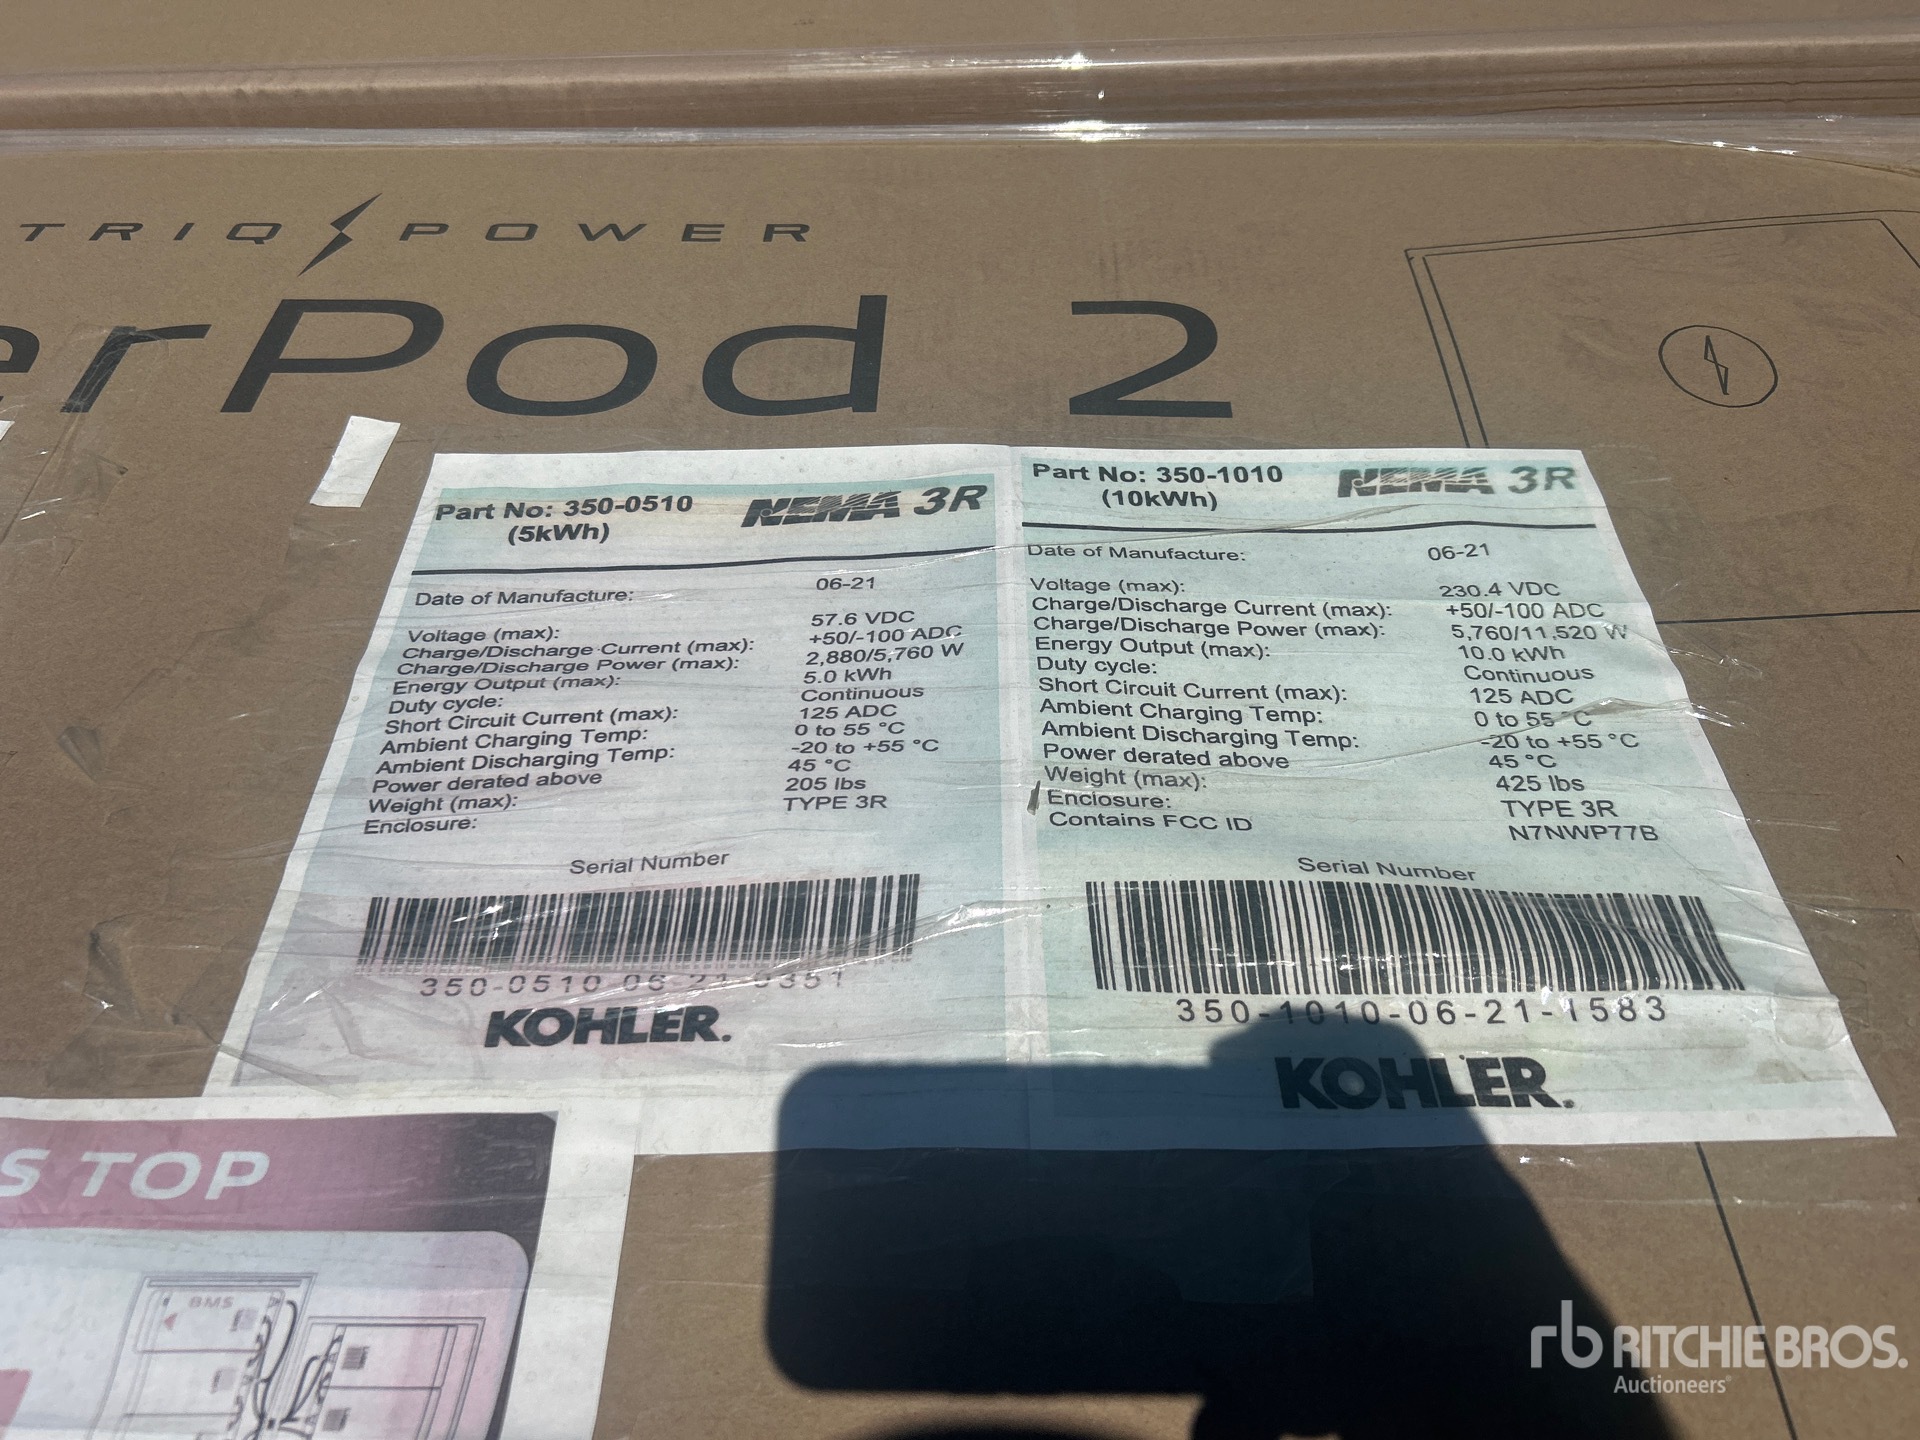 TRIQ POWER
erPod 2
Part No: 350-0510
(5kWh)
NEMA 3R
Date of Manufacture: 06-21
Voltage (max): 57.6 VDC
Charge/Discharge Current (max): +50/-100 ADC
Charge/Discharge Power (max): 2,880/5,760 W
Energy Output (max): 5.0 kWh
Duty cycle: Continuous
Short Circuit Current (max): 125 ADC
Ambient Charging Temp: 0 to 55 °C
Ambient Discharging Temp: -20 to +55 °C
Power derated above 45 °C
Weight (max): 205 lbs
Enclosure: TYPE 3R
Serial Number
350-0510-06-21-0351
KOHLER.
Part No: 350-1010
(10kWh)
NEMA 3R
Date of Manufacture: 06-21
Voltage (max): 230.4 VDC
Charge/Discharge Current (max): +50/-100 ADC
Charge/Discharge Power (max): 5,760/11,520 W
Energy Output (max): 10.0 kWh
Duty cycle: Continuous
Short Circuit Current (max): 125 ADC
Ambient Charging Temp: 0 to 55 °C
Ambient Discharging Temp: -20 to +55 °C
Power derated above 45 °C
Weight (max): 425 lbs
Enclosure: TYPE 3R
Contains FCC ID N7NWP77B
Serial Number
350-1010-06-21-1583
KOHLER.
S TOP
BMS
rb RITCHIE BROS.
Auctioneers